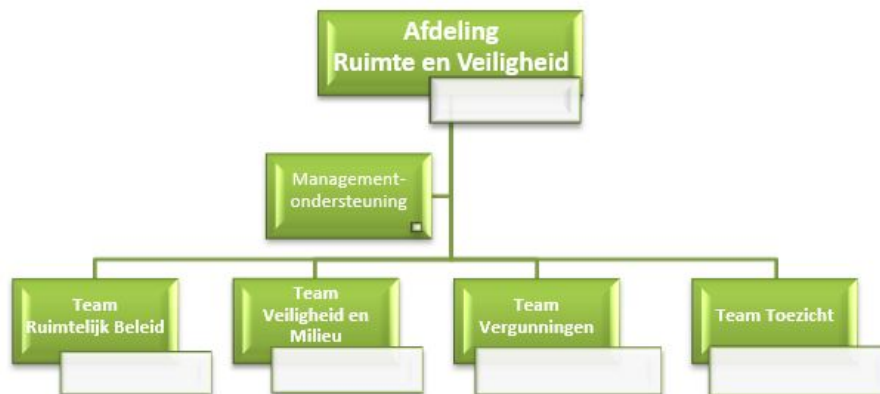 Afdeling
Ruimte en Veiligheid
Management-
ondersteuning
Team
Ruimtelijk Beleid
Team
Veiligheid en
Milieu
Team
Vergunningen
Team Toezicht